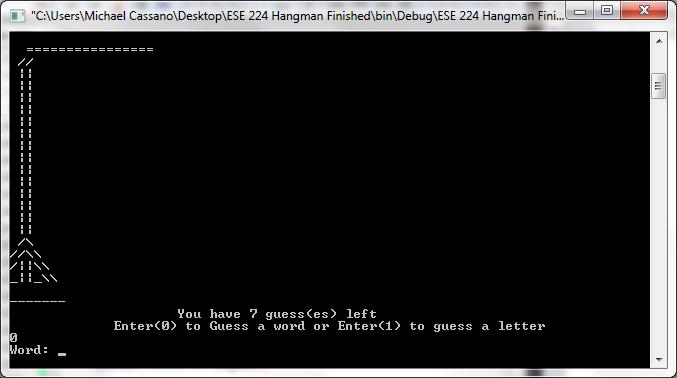 "C:\Users\Michael Cassano\Desktop\ESE 224 Hangman Finished\bin\Debug\ESE 224 Hangman Fini...
You have 7 guess(es) left
Enter(0) to Guess a word or Enter(1) to guess a letter
0
Word: _